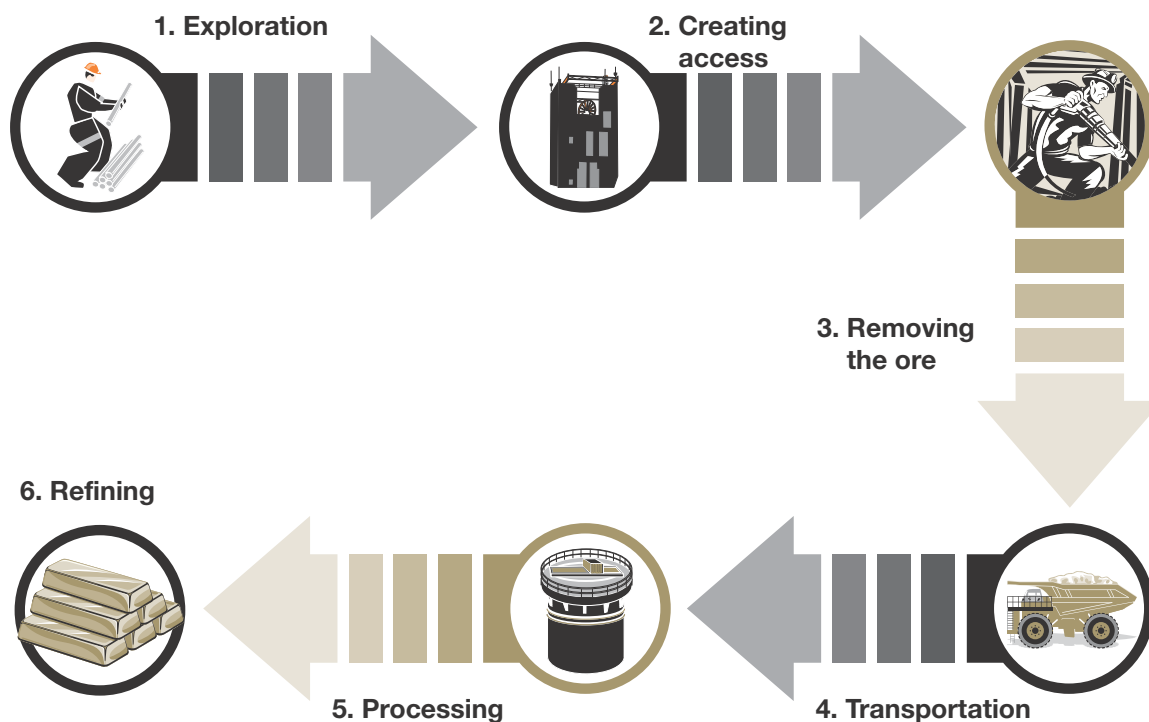 1. Exploration
2. Creating
access
3. Removing
the ore
4. Transportation
5. Processing
6. Refining